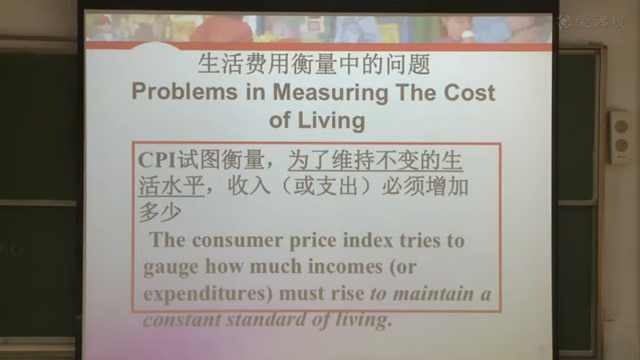 爱课程
生活费用衡量中的问题
Problems in Measuring The Cost
of Living
CPI试图衡量，为了维持不变的生
活水平，收入（或支出）必须增加
多少
The consumer price index tries to
gauge how much incomes (or
expenditures) must rise to maintain a
constant standard of living.